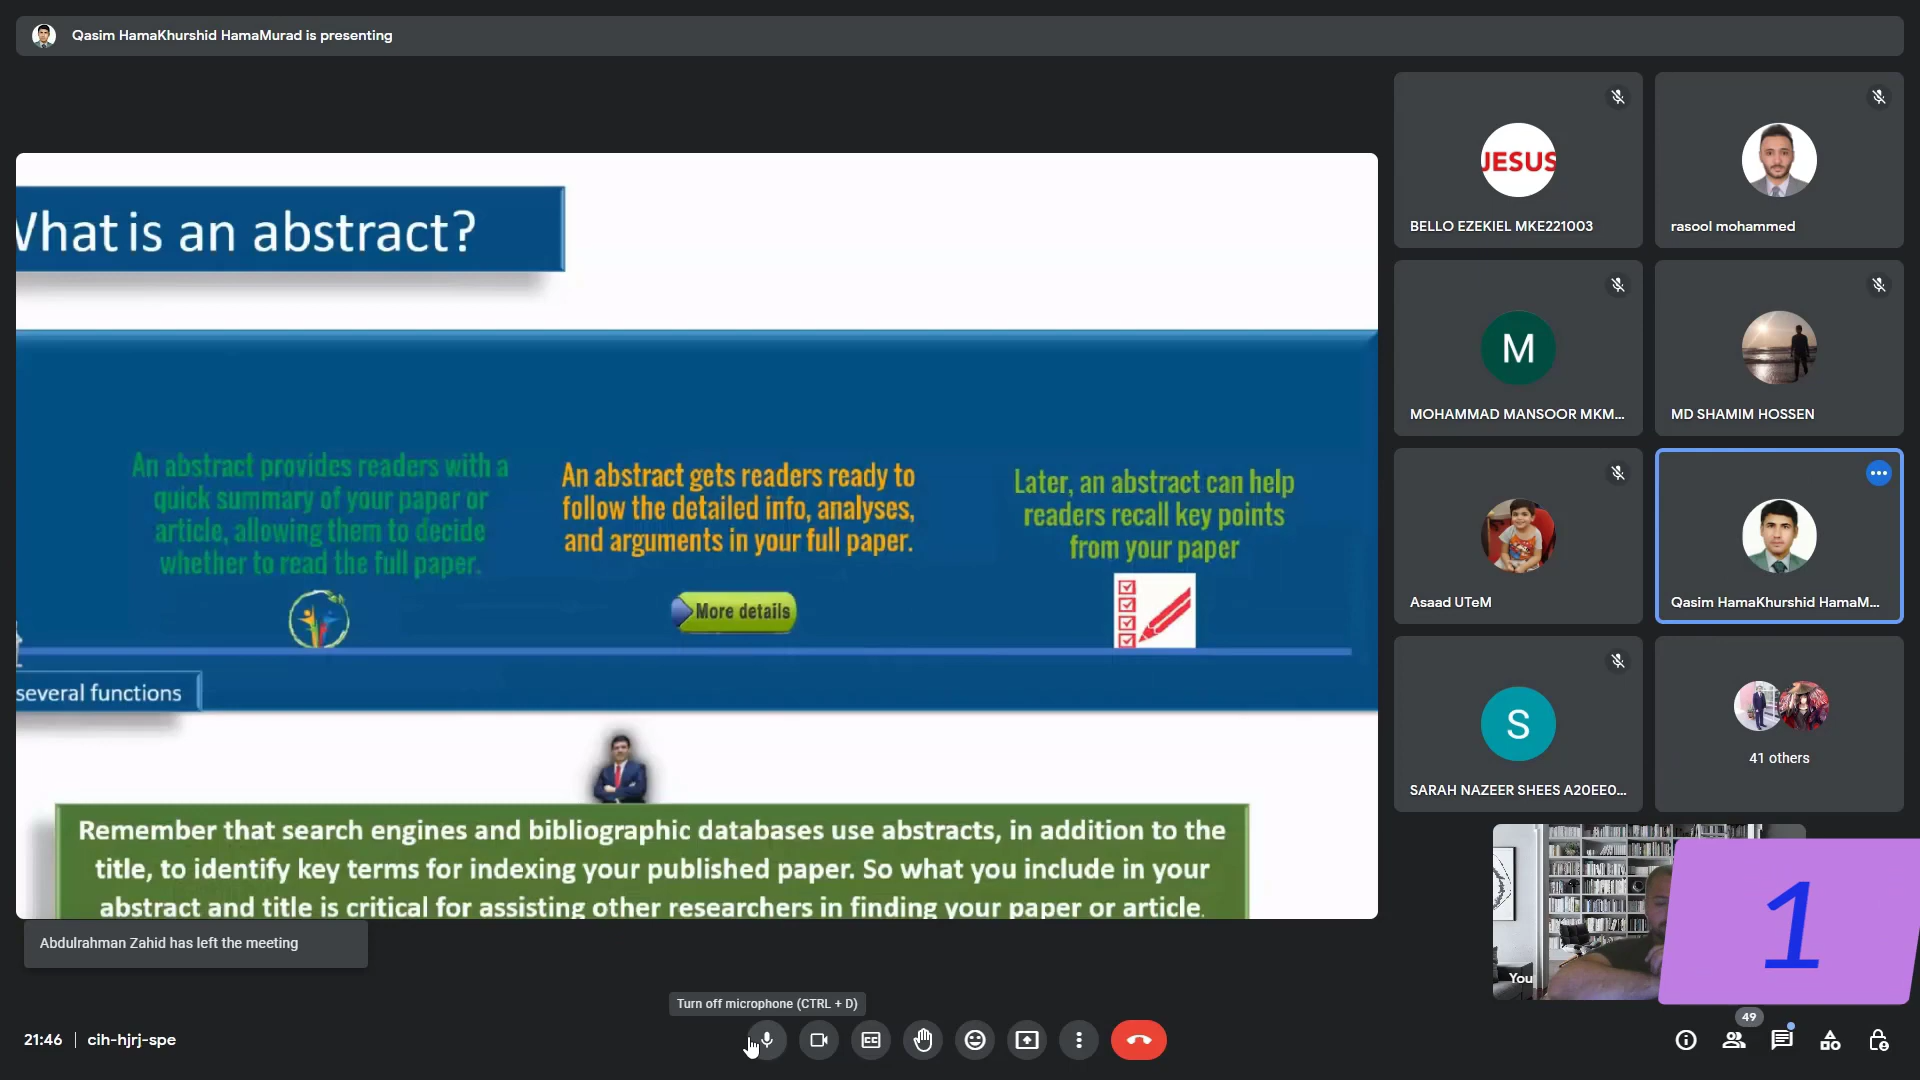 Qasim HamaKhurshid HamaMurad is presenting
What is an abstract?
An abstract provides readers with a
quick summary of your paper or
article, allowing them to decide
whether to read the full paper.
An abstract gets readers ready to
follow the detailed info, analyses,
and arguments in your full paper.
More details
Later, an abstract can help
readers recall key points
from your paper
several functions
Remember that search engines and bibliographic databases use abstracts, in addition to the
title, to identify key terms for indexing your published paper. So what you include in your
abstract and title is critical for assisting other researchers in finding your paper or article.
JESUS
BELLO EZEKIEL MKE221003
rasool mohammed
M
MOHAMMAD MANSOOR MKM...
MD SHAMIM HOSSEN
Asaad UTeM
Qasim HamaKhurshid HamaM...
S
SARAH NAZEER SHEES A20EE0...
41 others
You
1
Abdulrahman Zahid has left the meeting
Turn off microphone (CTRL + D)
21:46 | cih-hjrj-spe
CC
49